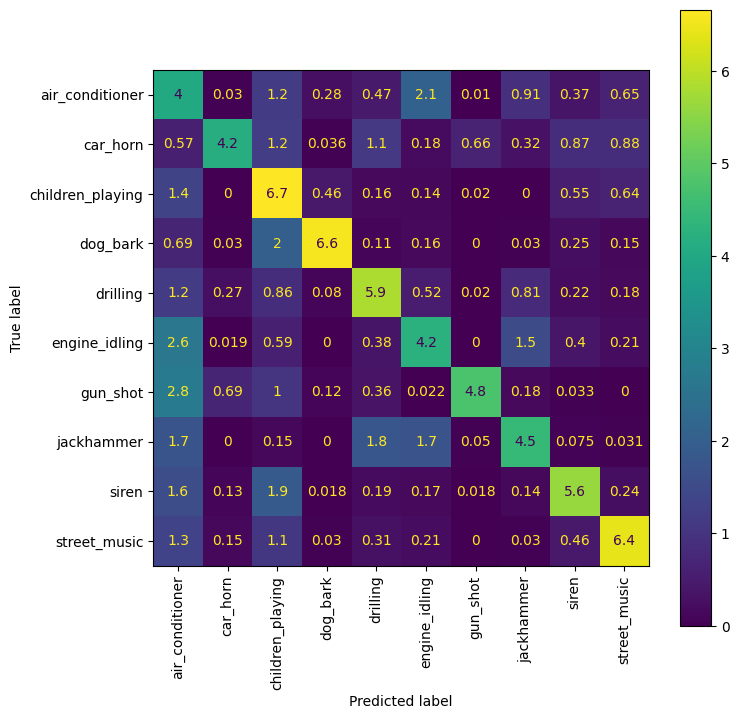 air_conditioner 4 0.03 1.2 0.28 0.47 2.1 0.01 0.91 0.37 0.65
car_horn 0.57 4.2 1.2 0.036 1.1 0.18 0.66 0.32 0.87 0.88
children_playing 1.4 0 6.7 0.46 0.16 0.14 0.02 0 0.55 0.64
dog_bark 0.69 0.03 2 6.6 0.11 0.16 0 0.03 0.25 0.15
drilling 1.2 0.27 0.86 0.08 5.9 0.52 0.02 0.81 0.22 0.18
engine_idling 2.6 0.019 0.59 0 0.38 4.2 0 1.5 0.4 0.21
gun_shot 2.8 0.69 1 0.12 0.36 0.022 4.8 0.18 0.033 0
jackhammer 1.7 0 0.15 0 1.8 1.7 0.05 4.5 0.075 0.031
siren 1.6 0.13 1.9 0.018 0.19 0.17 0.018 0.14 5.6 0.24
street_music 1.3 0.15 1.1 0.03 0.31 0.21 0 0.03 0.46 6.4
True label
air_conditioner
car_horn
children_playing
dog_bark
drilling
engine_idling
gun_shot
jackhammer
siren
street_music
Predicted label
6
5
4
3
2
1
0